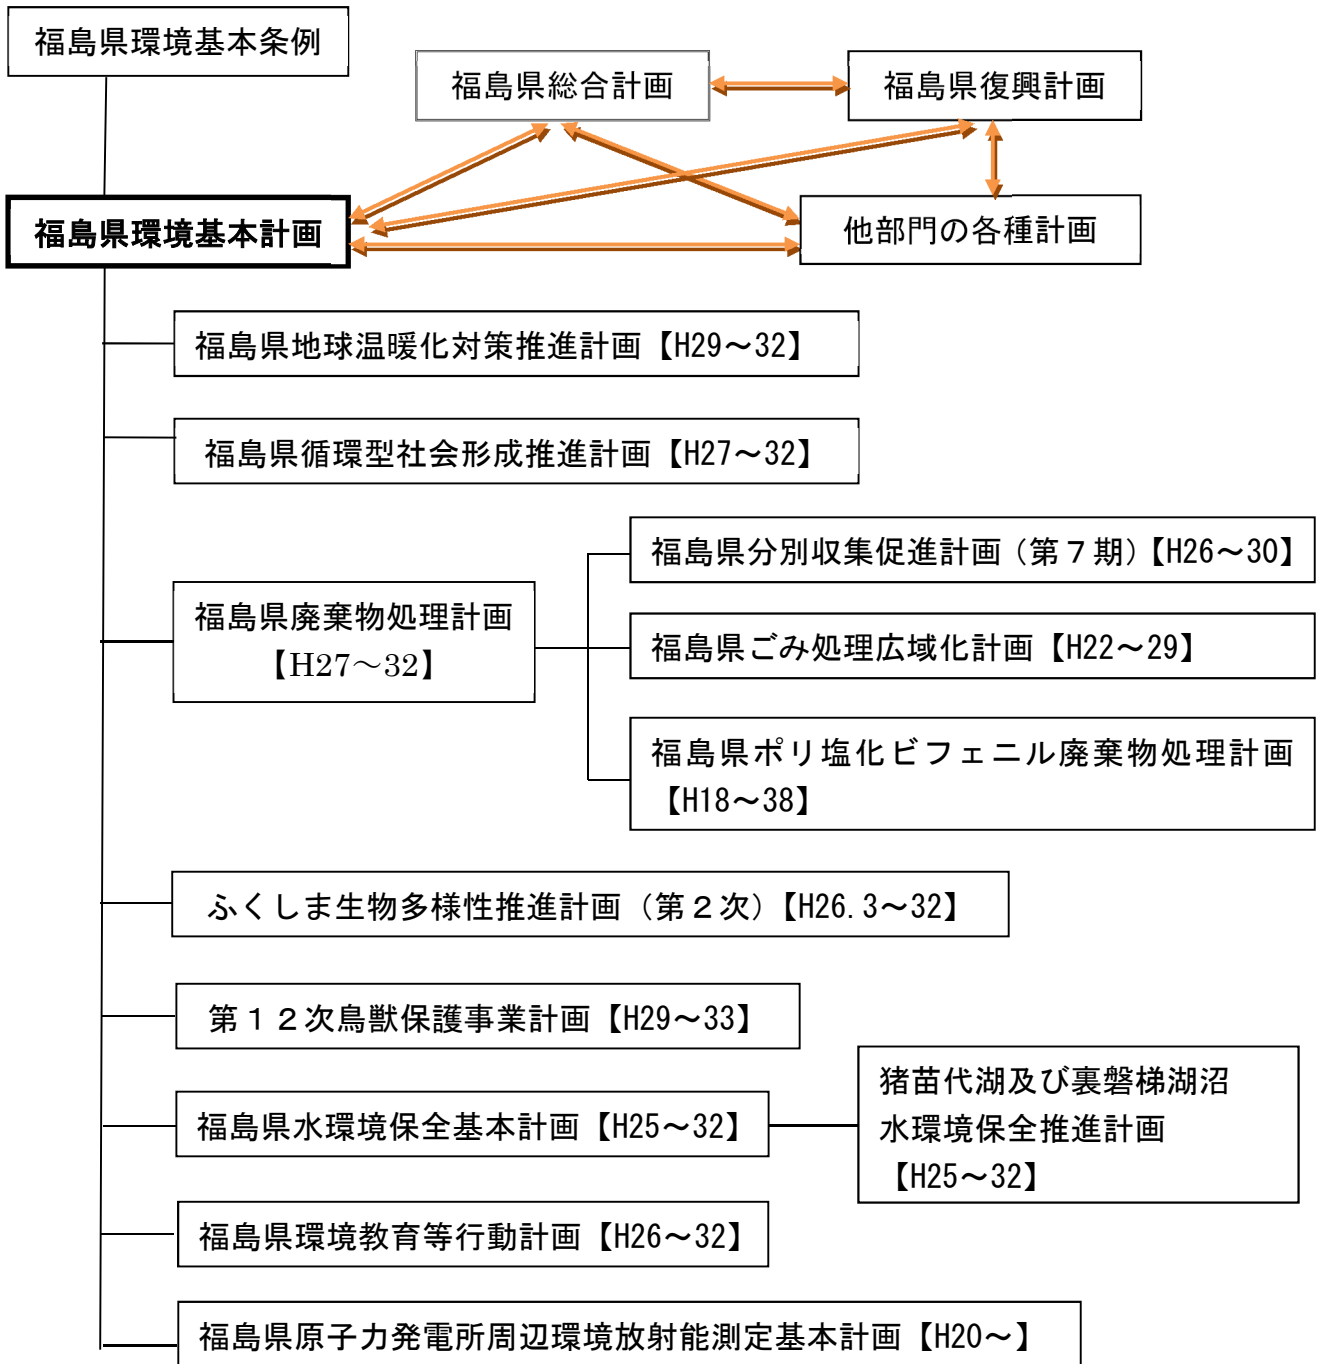 福島県環境基本条例
福島県総合計画
福島県復興計画
福島県環境基本計画
他部門の各種計画
福島県地球温暖化対策推進計画【H29～32】
福島県循環型社会形成推進計画【H27～32】
福島県廃棄物処理計画
【H27～32】
福島県分別収集促進計画（第７期）【H26～30】
福島県ごみ処理広域化計画【H22～29】
福島県ポリ塩化ビフェニル廃棄物処理計画
【H18～38】
ふくしま生物多様性推進計画（第２次）【H26.3～32】
第１２次鳥獣保護事業計画【H29～33】
福島県水環境保全基本計画【H25～32】
猪苗代湖及び裏磐梯湖沼
水環境保全推進計画
【H25～32】
福島県環境教育等行動計画【H26～32】
福島県原子力発電所周辺環境放射能測定基本計画【H20～】